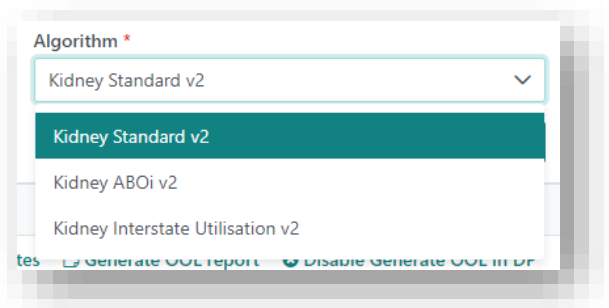 Algorithm *
Kidney Standard v2
Kidney Standard v2
Kidney ABOi v2
Kidney Interstate Utilisation v2
tes Generate OOL report Disable Generate OOL in DP